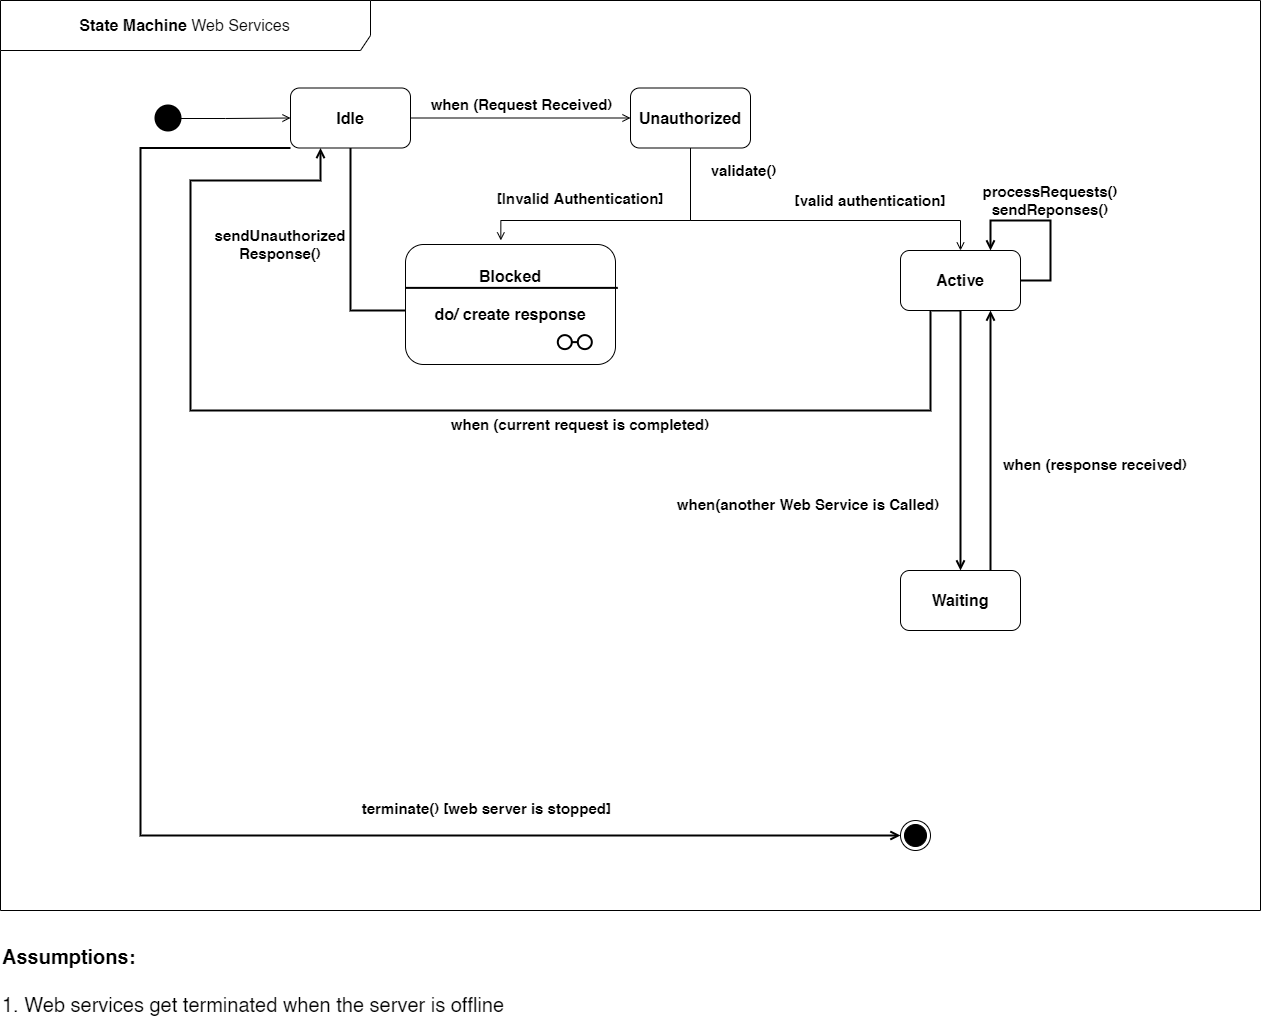 State Machine Web Services
Idle
when (Request Received)
Unauthorized
validate()
[Invalid Authentication]
[valid authentication]
processRequests()
sendReponses()
sendUnauthorized
Response()
Blocked
do/ create response
Active
when (current request is completed)
when (response received)
when(another Web Service is Called)
Waiting
terminate() [web server is stopped]
Assumptions:
1. Web services get terminated when the server is offline